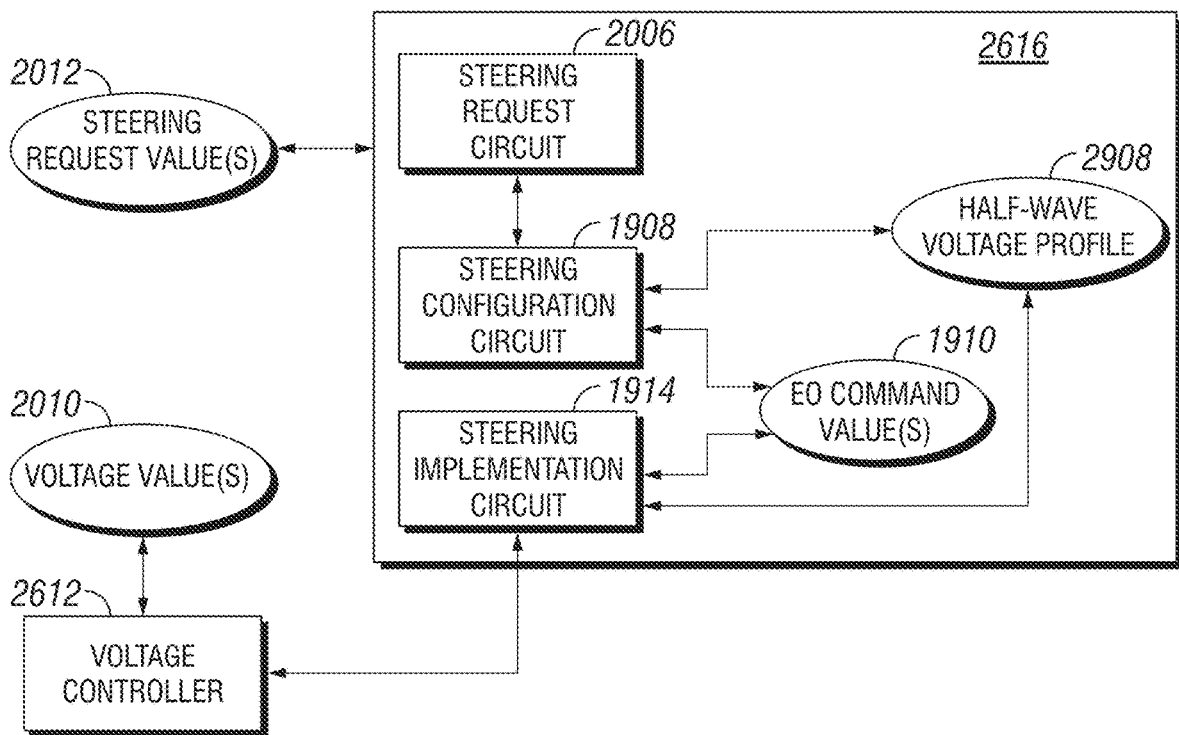 2006
2616
2012
STEERING
REQUEST
CIRCUIT
STEERING
REQUEST VALUE(S)
2908
HALF-WAVE
VOLTAGE PROFILE
1908
STEERING
CONFIGURATION
CIRCUIT
1910
EO COMMAND
VALUE(S)
1914
STEERING
IMPLEMENTATION
CIRCUIT
2010
VOLTAGE VALUE(S)
2612
VOLTAGE
CONTROLLER